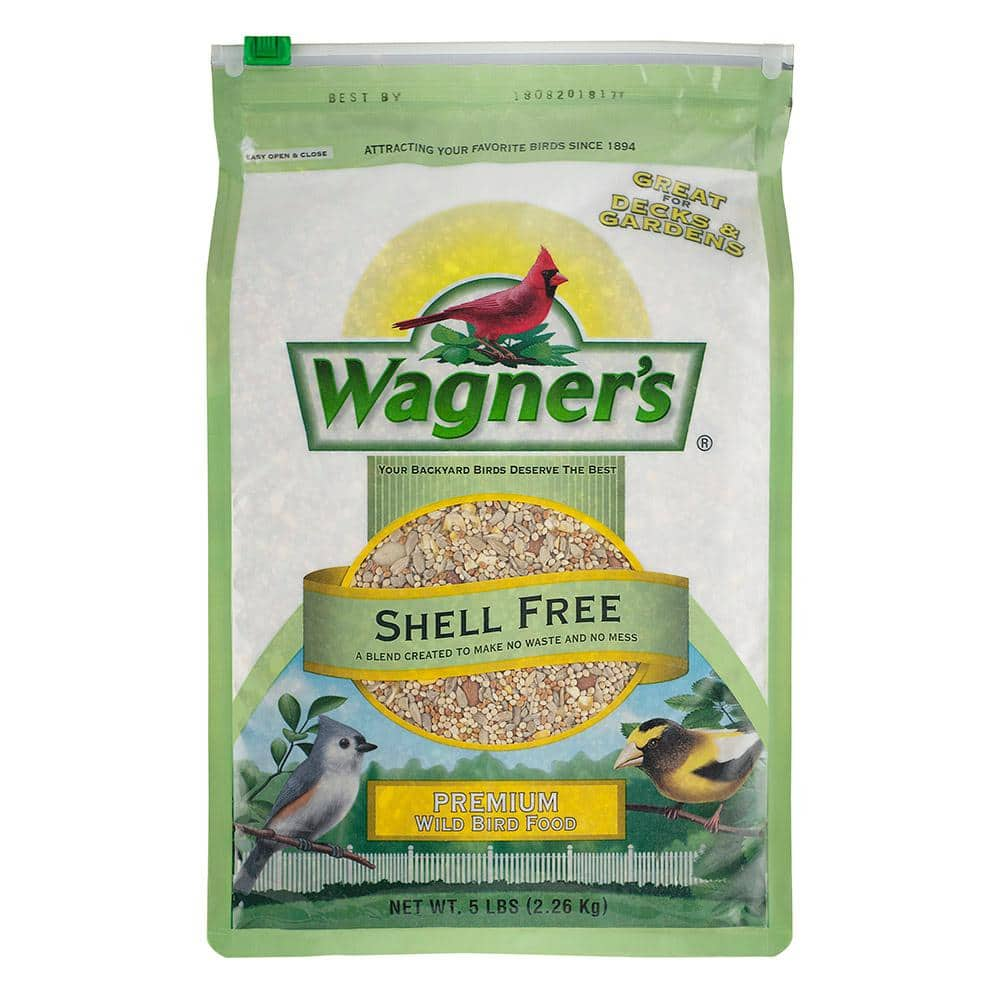 BEST BY 18082018177
EASY OPEN & CLOSE
ATTRACTING YOUR FAVORITE BIRDS SINCE 1894
GREAT
FOR
DECKS &
GARDENS
Wagner's
®
YOUR BACKYARD BIRDS DESERVE THE BEST
SHELL FREE
A BLEND CREATED TO MAKE NO WASTE AND NO MESS
PREMIUM
WILD BIRD FOOD
NET WT. 5 LBS (2.26 Kg)